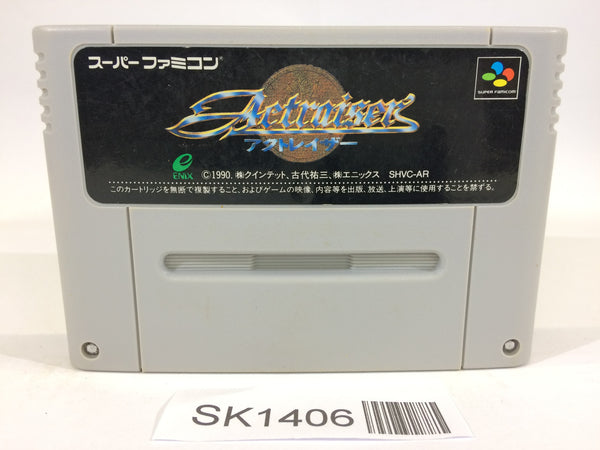 スーパーファミコン
SUPER FAMICOM
Actraiser
アクトレイザー
ENIX
©1990. ㈱クインテット、古代祐三、㈱エニックス SHVC-AR
このカートリッジを無断で複製すること、およびゲームの映像、内容等を出版、放送、上演等に使用することを禁ずる。
SK1406